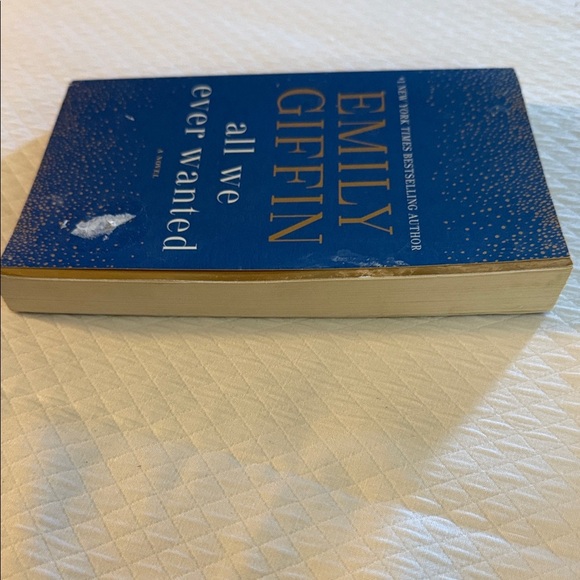 #1 NEW YORK TIMES BESTSELLING AUTHOR
EMILY
GIFFIN
all we
ever wanted
A NOVEL